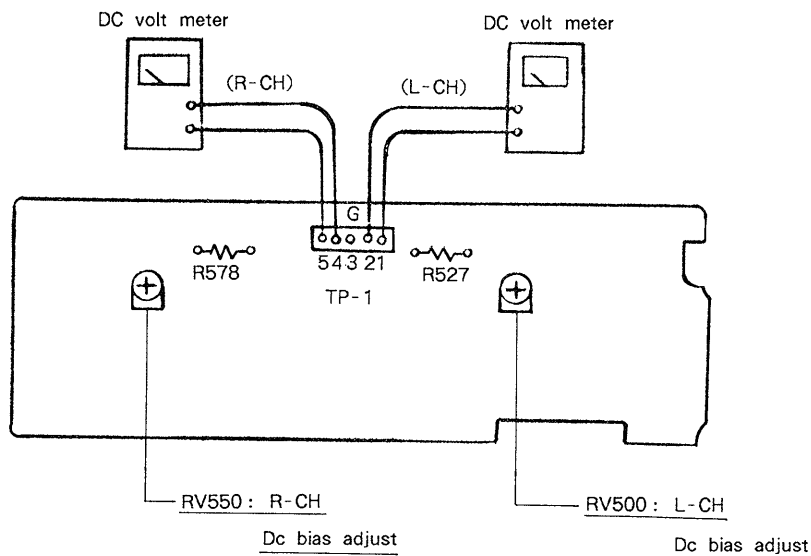 DC volt meter
DC volt meter
(R-CH)
(L-CH)
G
5 4 3 2 1
R578
R527
TP-1
RV550 : R-CH
RV500 : L-CH
Dc bias adjust
Dc bias adjust